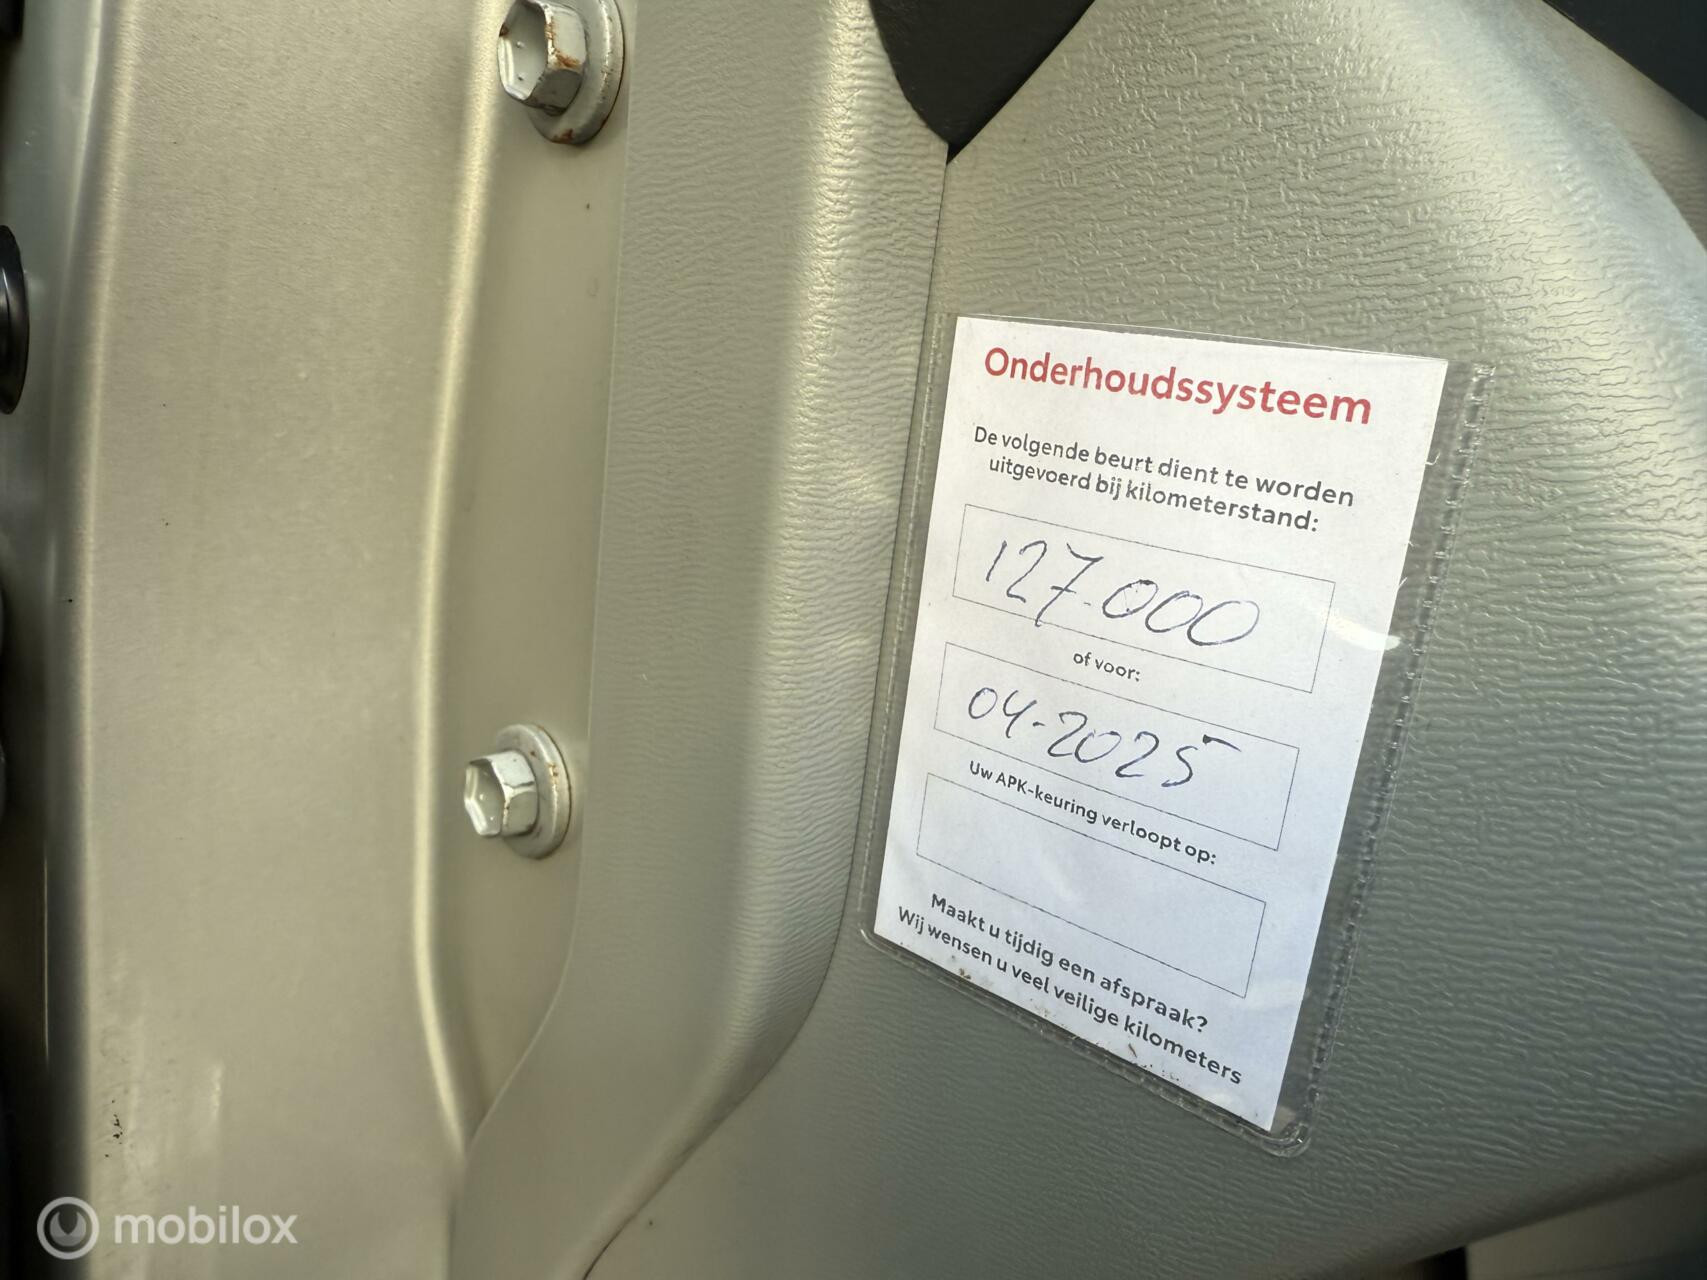 Onderhoudssysteem
De volgende beurt dient te worden
uitgevoerd bij kilometerstand:
127.000
of voor:
04-2025
Uw APK-keuring verloopt op:
Maakt u tijdig een afspraak?
Wij wensen u veel veilige kilometers
mobilox